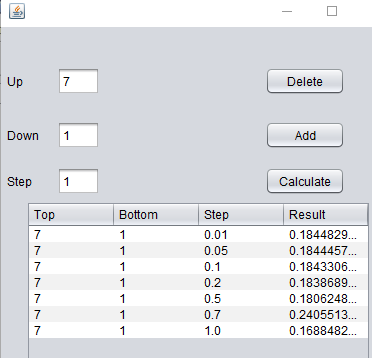 Up 7 Delete
Down 1 Add
Step 1 Calculate
Top Bottom Step Result
7 1 0.01 0.1844829...
7 1 0.05 0.1844457...
7 1 0.1 0.1843306...
7 1 0.2 0.1838689...
7 1 0.5 0.1806248...
7 1 0.7 0.2405513...
7 1 1.0 0.1688482...